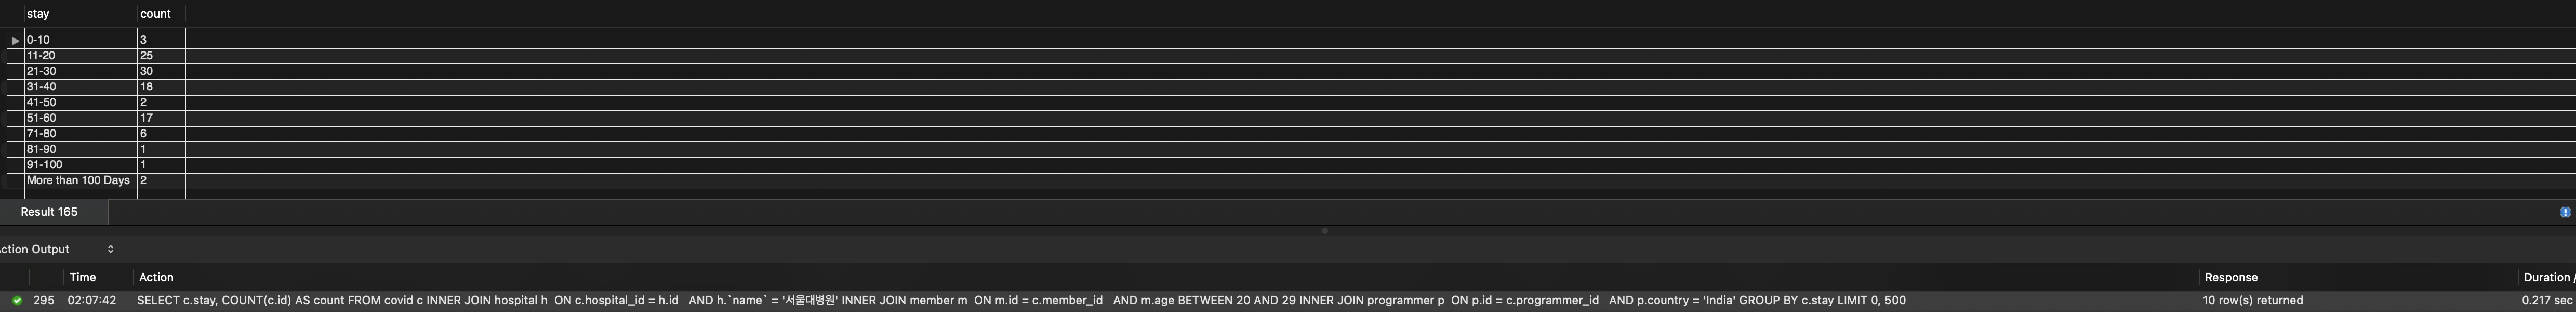 stay count
0-10 3
11-20 25
21-30 30
31-40 18
41-50 2
51-60 17
71-80 6
81-90 1
91-100 1
More than 100 Days 2
Result 165
ction Output
Time Action Response Duration /
295 02:07:42 SELECT c.stay, COUNT(c.id) AS count FROM covid c INNER JOIN hospital h ON c.hospital_id = h.id AND h.`name` = '서울대병원' INNER JOIN member m ON m.id = c.member_id AND m.age BETWEEN 20 AND 29 INNER JOIN programmer p ON p.id = c.programmer_id AND p.country = 'India' GROUP BY c.stay LIMIT 0, 500 10 row(s) returned 0.217 sec